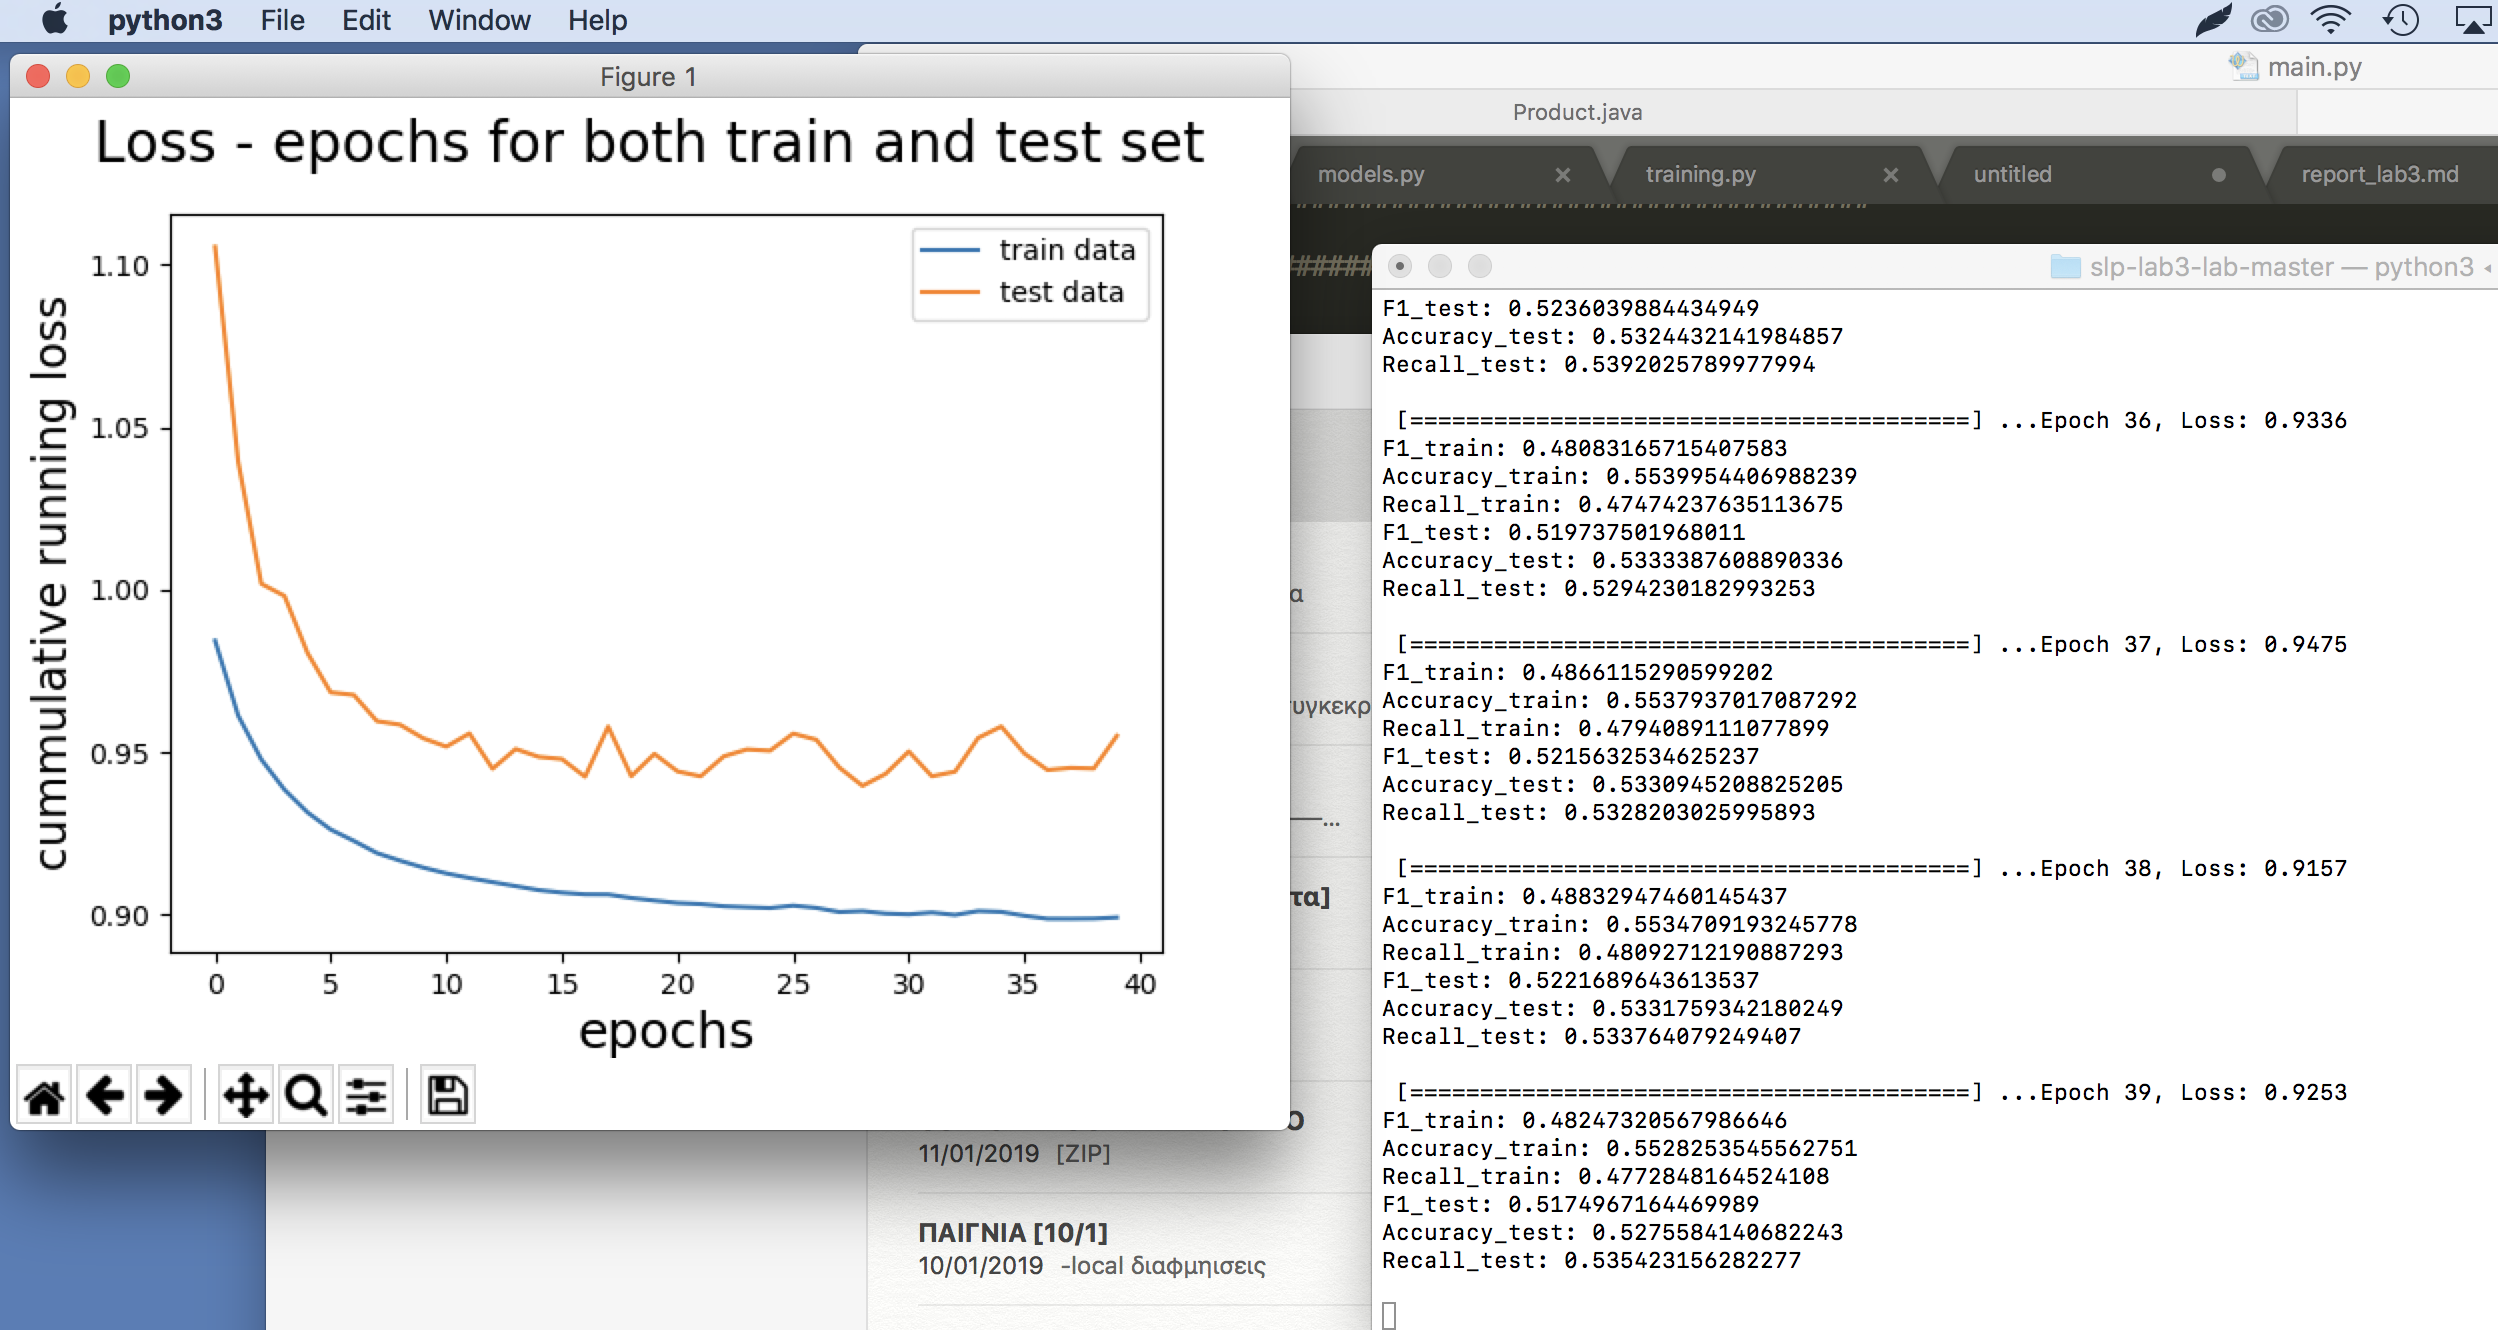 python3 File Edit Window Help
Figure 1
Loss - epochs for both train and test set
train data
test data
cummulative running loss
1.10
1.05
1.00
0.95
0.90
0 5 10 15 20 25 30 35 40
epochs
main.py
Product.java
models.py training.py untitled report_lab3.md
#####
11/01/2019 [ZIP]
ΠΑΙΓΝΙΑ [10/1]
10/01/2019 -local διαφμηισεις
slp-lab3-lab-master — python3
F1_test: 0.5236039884434949
Accuracy_test: 0.5324432141984857
Recall_test: 0.5392025789977994
[========================================] ...Epoch 36, Loss: 0.9336
F1_train: 0.48083165715407583
Accuracy_train: 0.5539954406988239
Recall_train: 0.47474237635113675
F1_test: 0.519737501968011
Accuracy_test: 0.5333387608890336
Recall_test: 0.5294230182993253
[========================================] ...Epoch 37, Loss: 0.9475
F1_train: 0.4866115290599202
Accuracy_train: 0.5537937017087292
Recall_train: 0.4794089111077899
F1_test: 0.5215632534625237
Accuracy_test: 0.5330945208825205
Recall_test: 0.5328203025995893
[========================================] ...Epoch 38, Loss: 0.9157
F1_train: 0.48832947460145437
Accuracy_train: 0.5534709193245778
Recall_train: 0.48092712190887293
F1_test: 0.5221689643613537
Accuracy_test: 0.5331759342180249
Recall_test: 0.533764079249407
[========================================] ...Epoch 39, Loss: 0.9253
F1_train: 0.48247320567986646
Accuracy_train: 0.5528253545562751
Recall_train: 0.4772848164524108
F1_test: 0.5174967164469989
Accuracy_test: 0.5275584140682243
Recall_test: 0.535423156282277